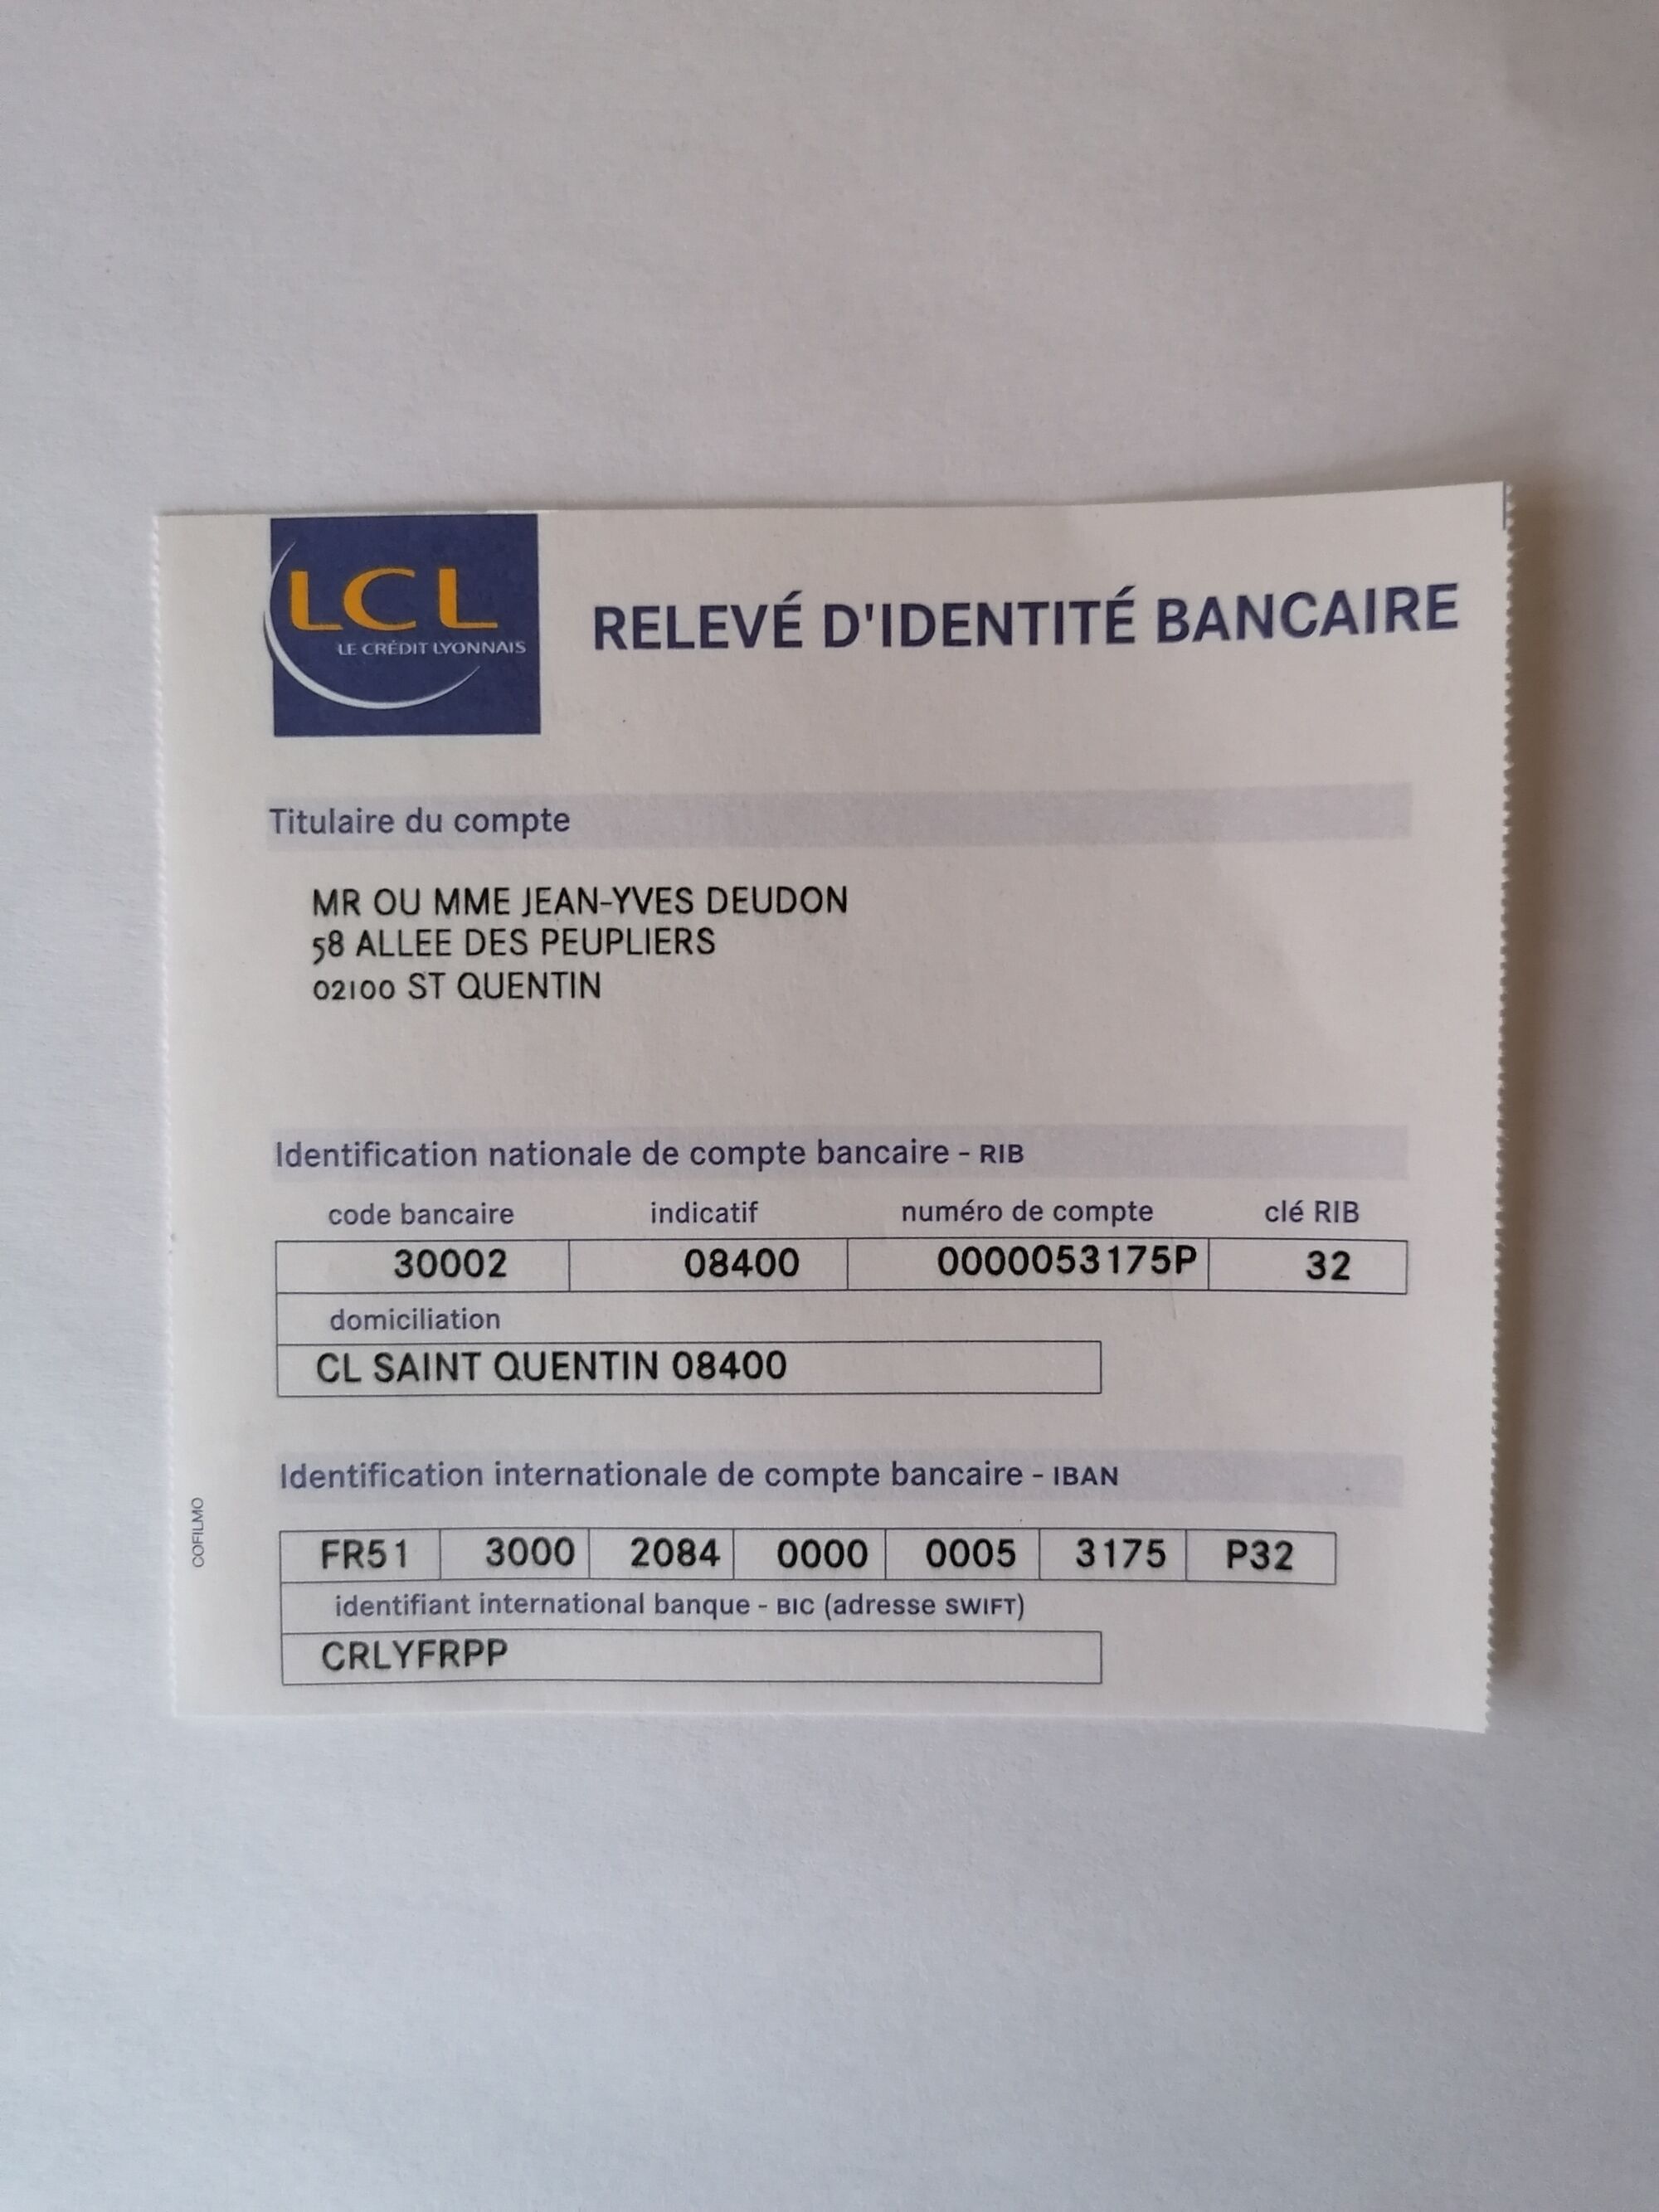 LCL
LE CRÉDIT LYONNAIS
RELEVÉ D'IDENTITÉ BANCAIRE
Titulaire du compte
MR OU MME JEAN-YVES DEUDON
58 ALLEE DES PEUPLIERS
02100 ST QUENTIN
Identification nationale de compte bancaire - RIB
code bancaire indicatif numéro de compte clé RIB
30002 08400 0000053175P 32
domiciliation
CL SAINT QUENTIN 08400
Identification internationale de compte bancaire - IBAN
FR51 3000 2084 0000 0005 3175 P32
identifiant international banque - BIC (adresse SWIFT)
CRLYFRPP
COFILMO